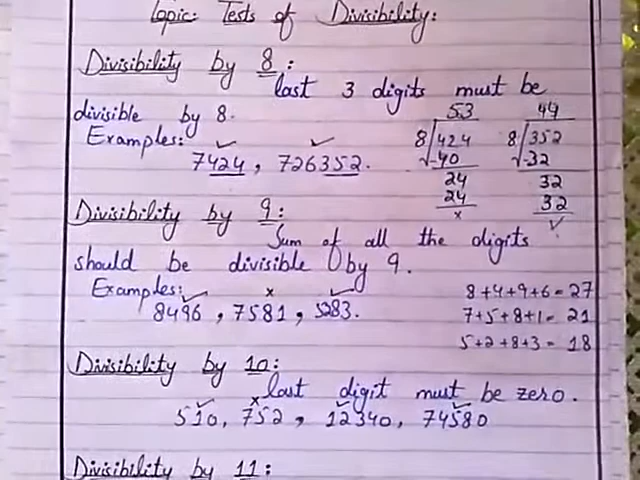 Topic: Tests of Divisibility:
Divisibility by 8:
last 3 digits must be
divisible by 8.
Examples:
7424, 726352.
53
8 424
-40
24
24
x
44
8 352
-32
32
32
Divisibility by 9:
Sum of all the digits
should be divisible by 9.
Examples:
8496, 7581, 5283.
8+4+9+6=27
7+5+8+1=21
5+2+8+3=18
Divisibility by 10:
last digit must be zero.
510, 752, 12340, 74580
Divisibility by 11: